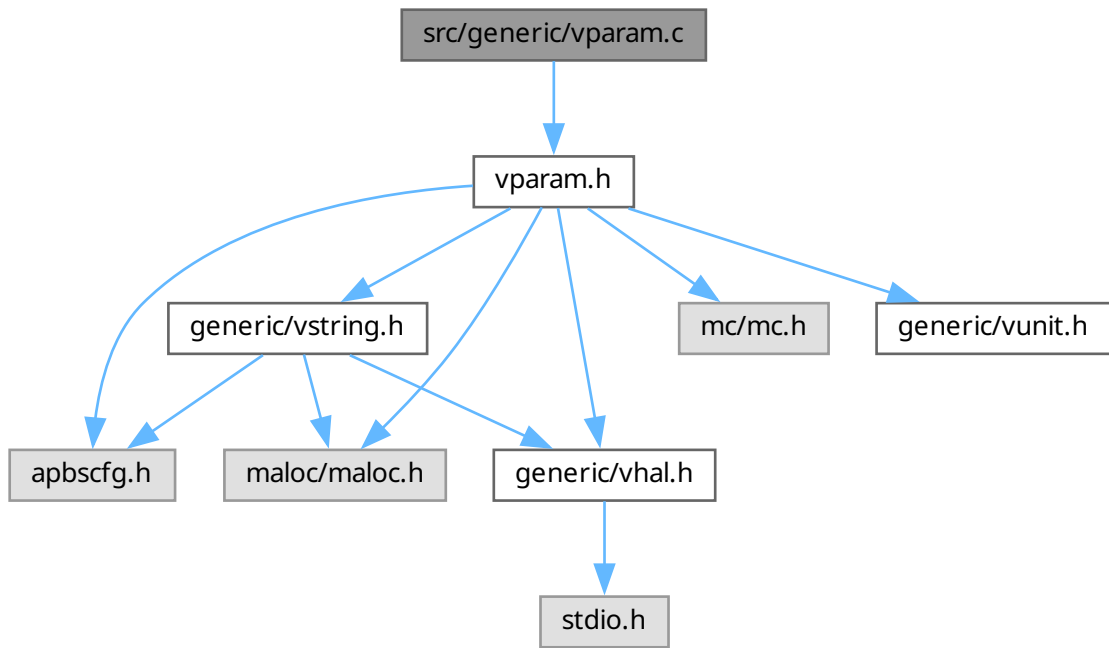 src/generic/vparam.c
vparam.h
generic/vstring.h
mc/mc.h
generic/vunit.h
apbscfg.h
maloc/maloc.h
generic/vhal.h
stdio.h